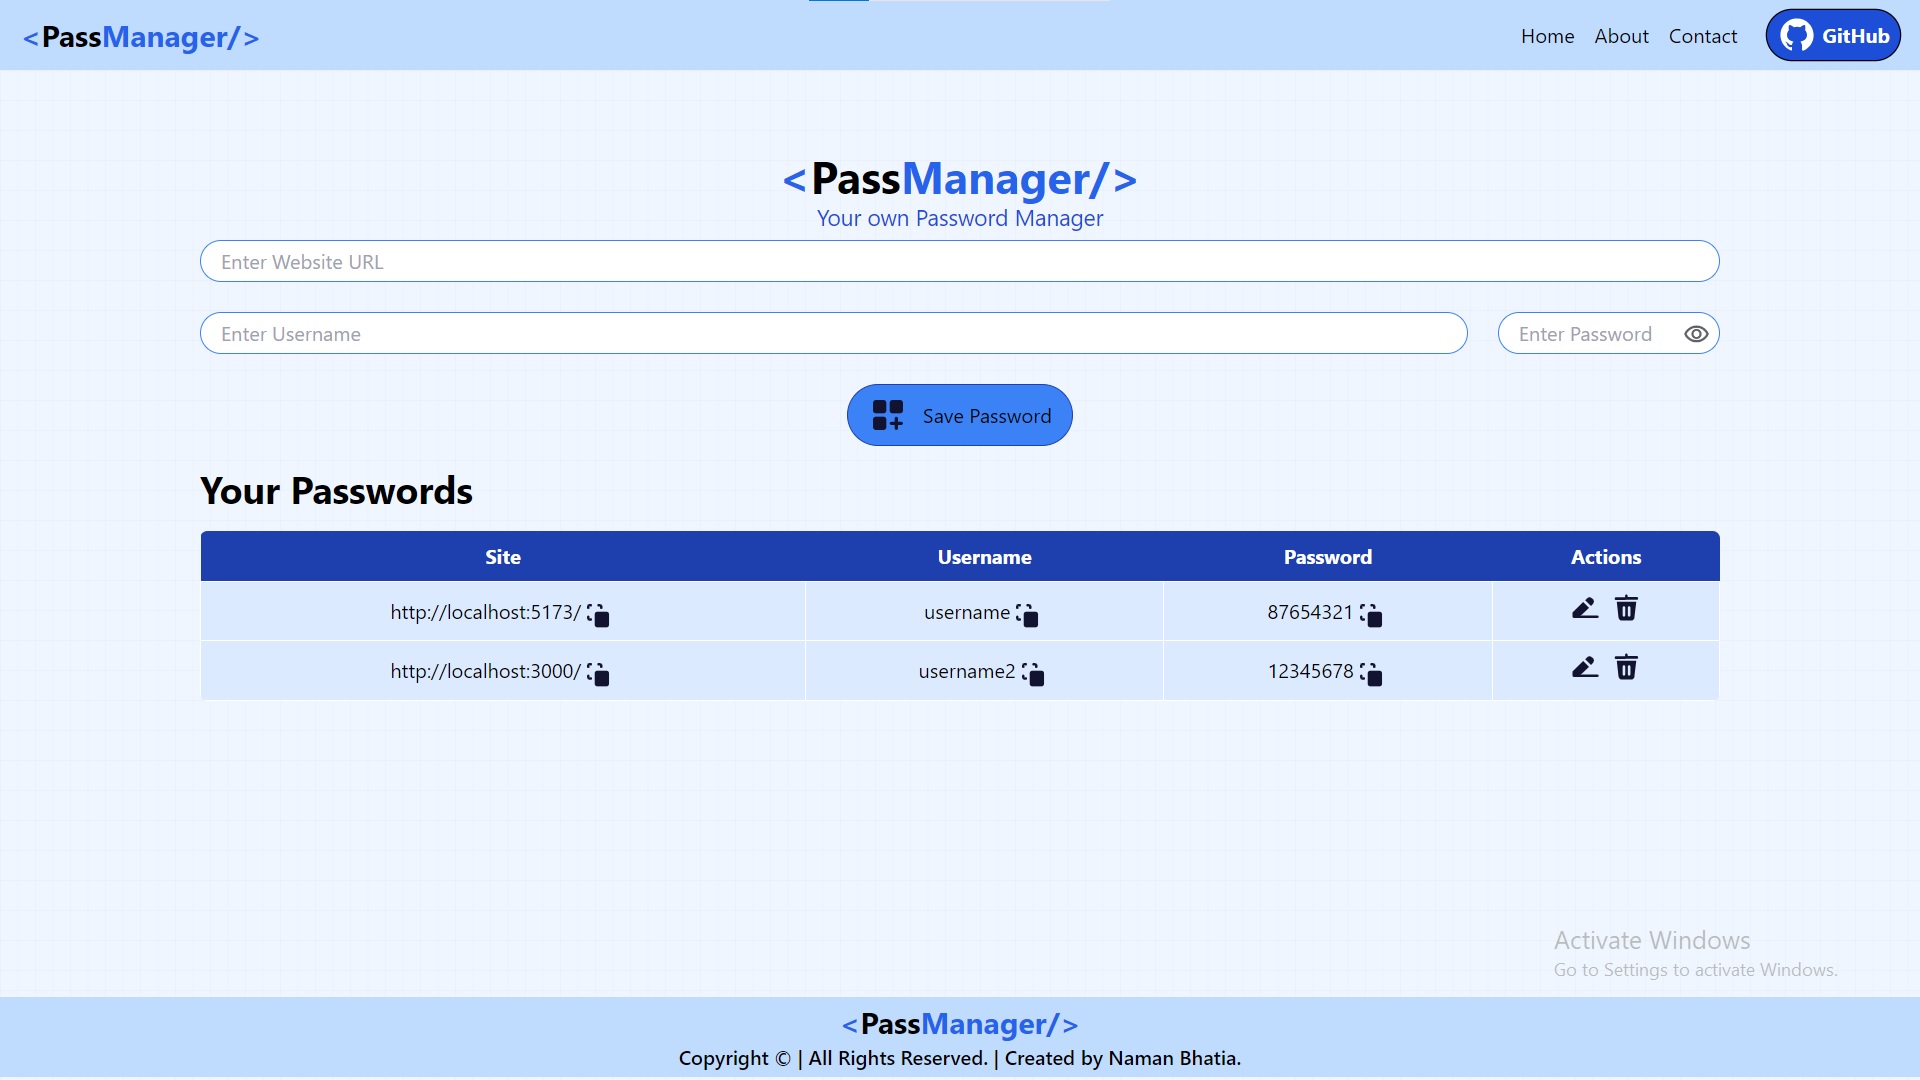 <PassManager/>
Home About Contact GitHub
<PassManager/>
Your own Password Manager
Enter Website URL
Enter Username Enter Password
Save Password
Your Passwords
Site Username Password Actions
http://localhost:5173/ username 87654321
http://localhost:3000/ username2 12345678
Activate Windows
Go to Settings to activate Windows.
<PassManager/>
Copyright © | All Rights Reserved. | Created by Naman Bhatia.